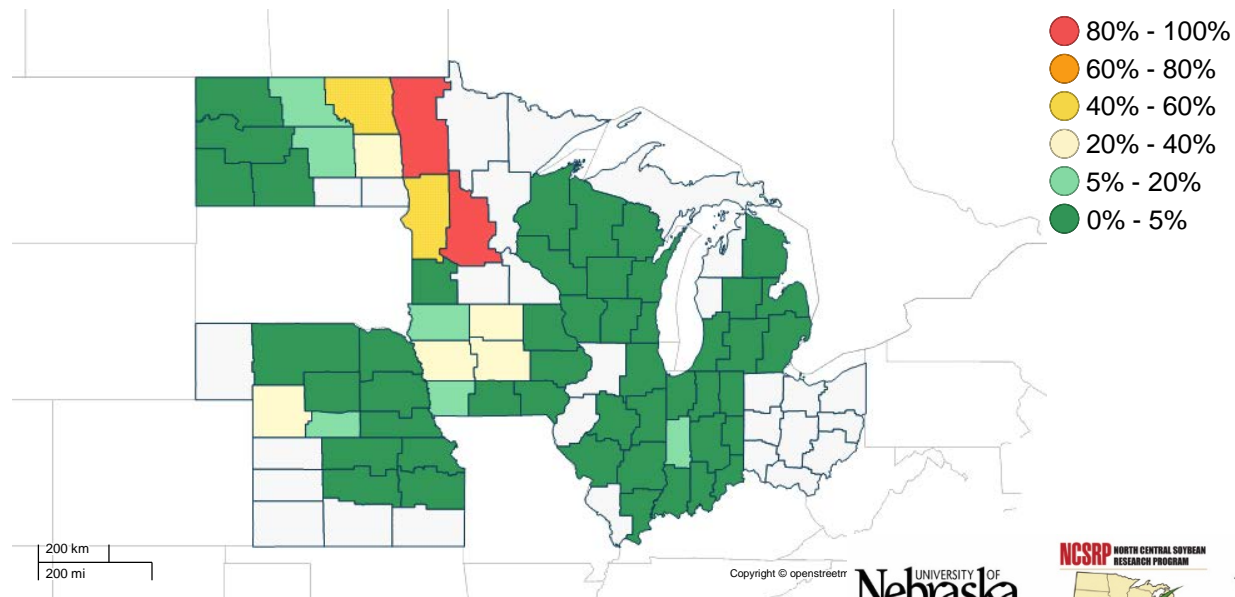 80% - 100%
60% - 80%
40% - 60%
20% - 40%
5% - 20%
0% - 5%
200 km
200 mi
Copyright © openstreetm
UNIVERSITY OF
Nebraska
NCSRP NORTH CENTRAL SOYBEAN
RESEARCH PROGRAM